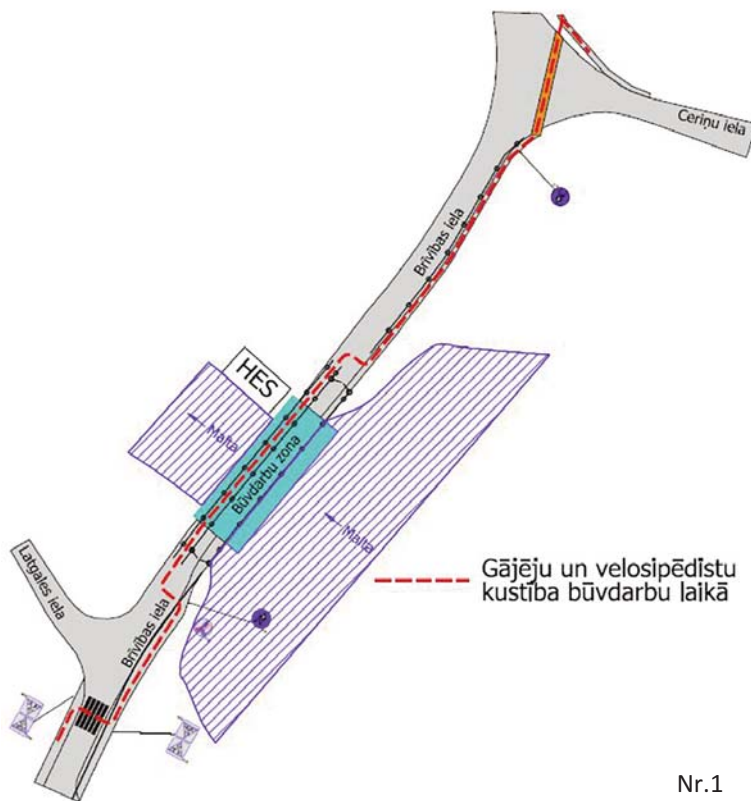 Ceriņu iela
Brīvības iela
HES
Malta
Būvdarbu zona
Malta
Latgales iela
Brīvības iela
Gājēju un velosipēdistu
kustība būvdarbu laikā
Nr.1